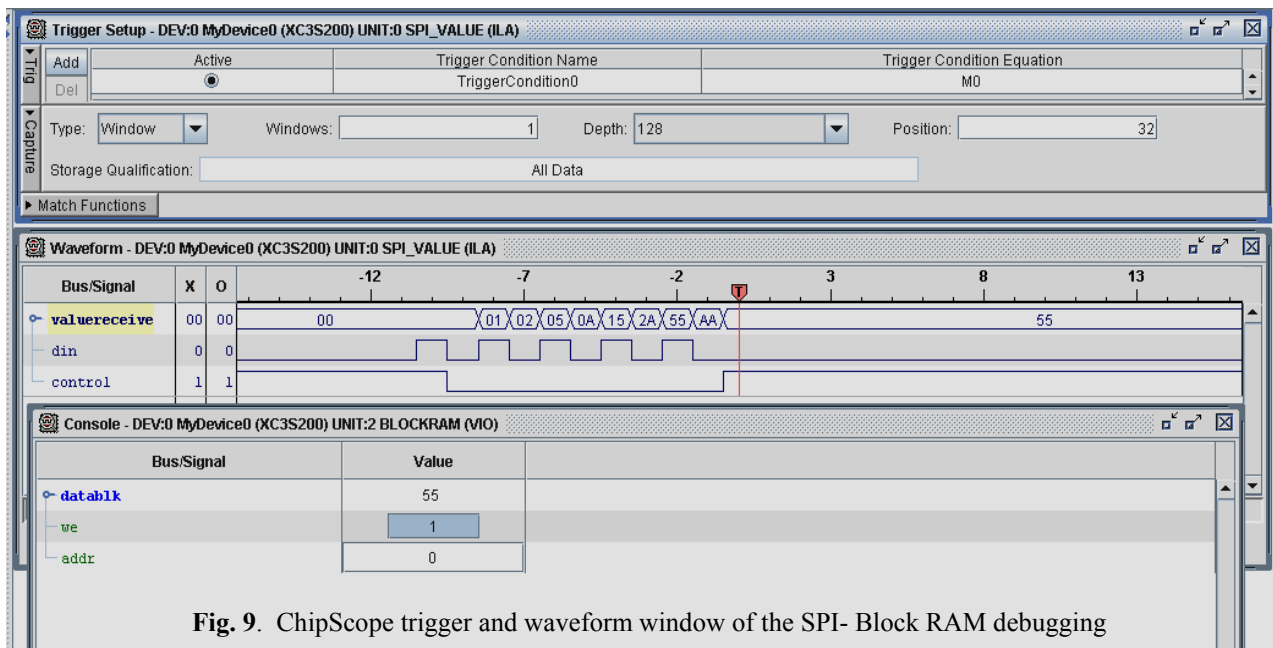 Trigger Setup - DEV:0 MyDevice0 (XC3S200) UNIT:0 SPI_VALUE (ILA)
Trig
Add Active Trigger Condition Name Trigger Condition Equation
Del TriggerCondition0 M0
Capture
Type: Window Windows: 1 Depth: 128 Position: 32
Storage Qualification: All Data
Match Functions
Waveform - DEV:0 MyDevice0 (XC3S200) UNIT:0 SPI_VALUE (ILA)
Bus/Signal X O -12 -7 -2 3 8 13
T
valuereceive 00 00 00 01 02 05 0A 15 2A 55 AA 55
din 0 0
control 1 1
Console - DEV:0 MyDevice0 (XC3S200) UNIT:2 BLOCKRAM (VIO)
Bus/Signal Value
datablk 55
we 1
addr 0
Fig. 9. ChipScope trigger and waveform window of the SPI- Block RAM debugging